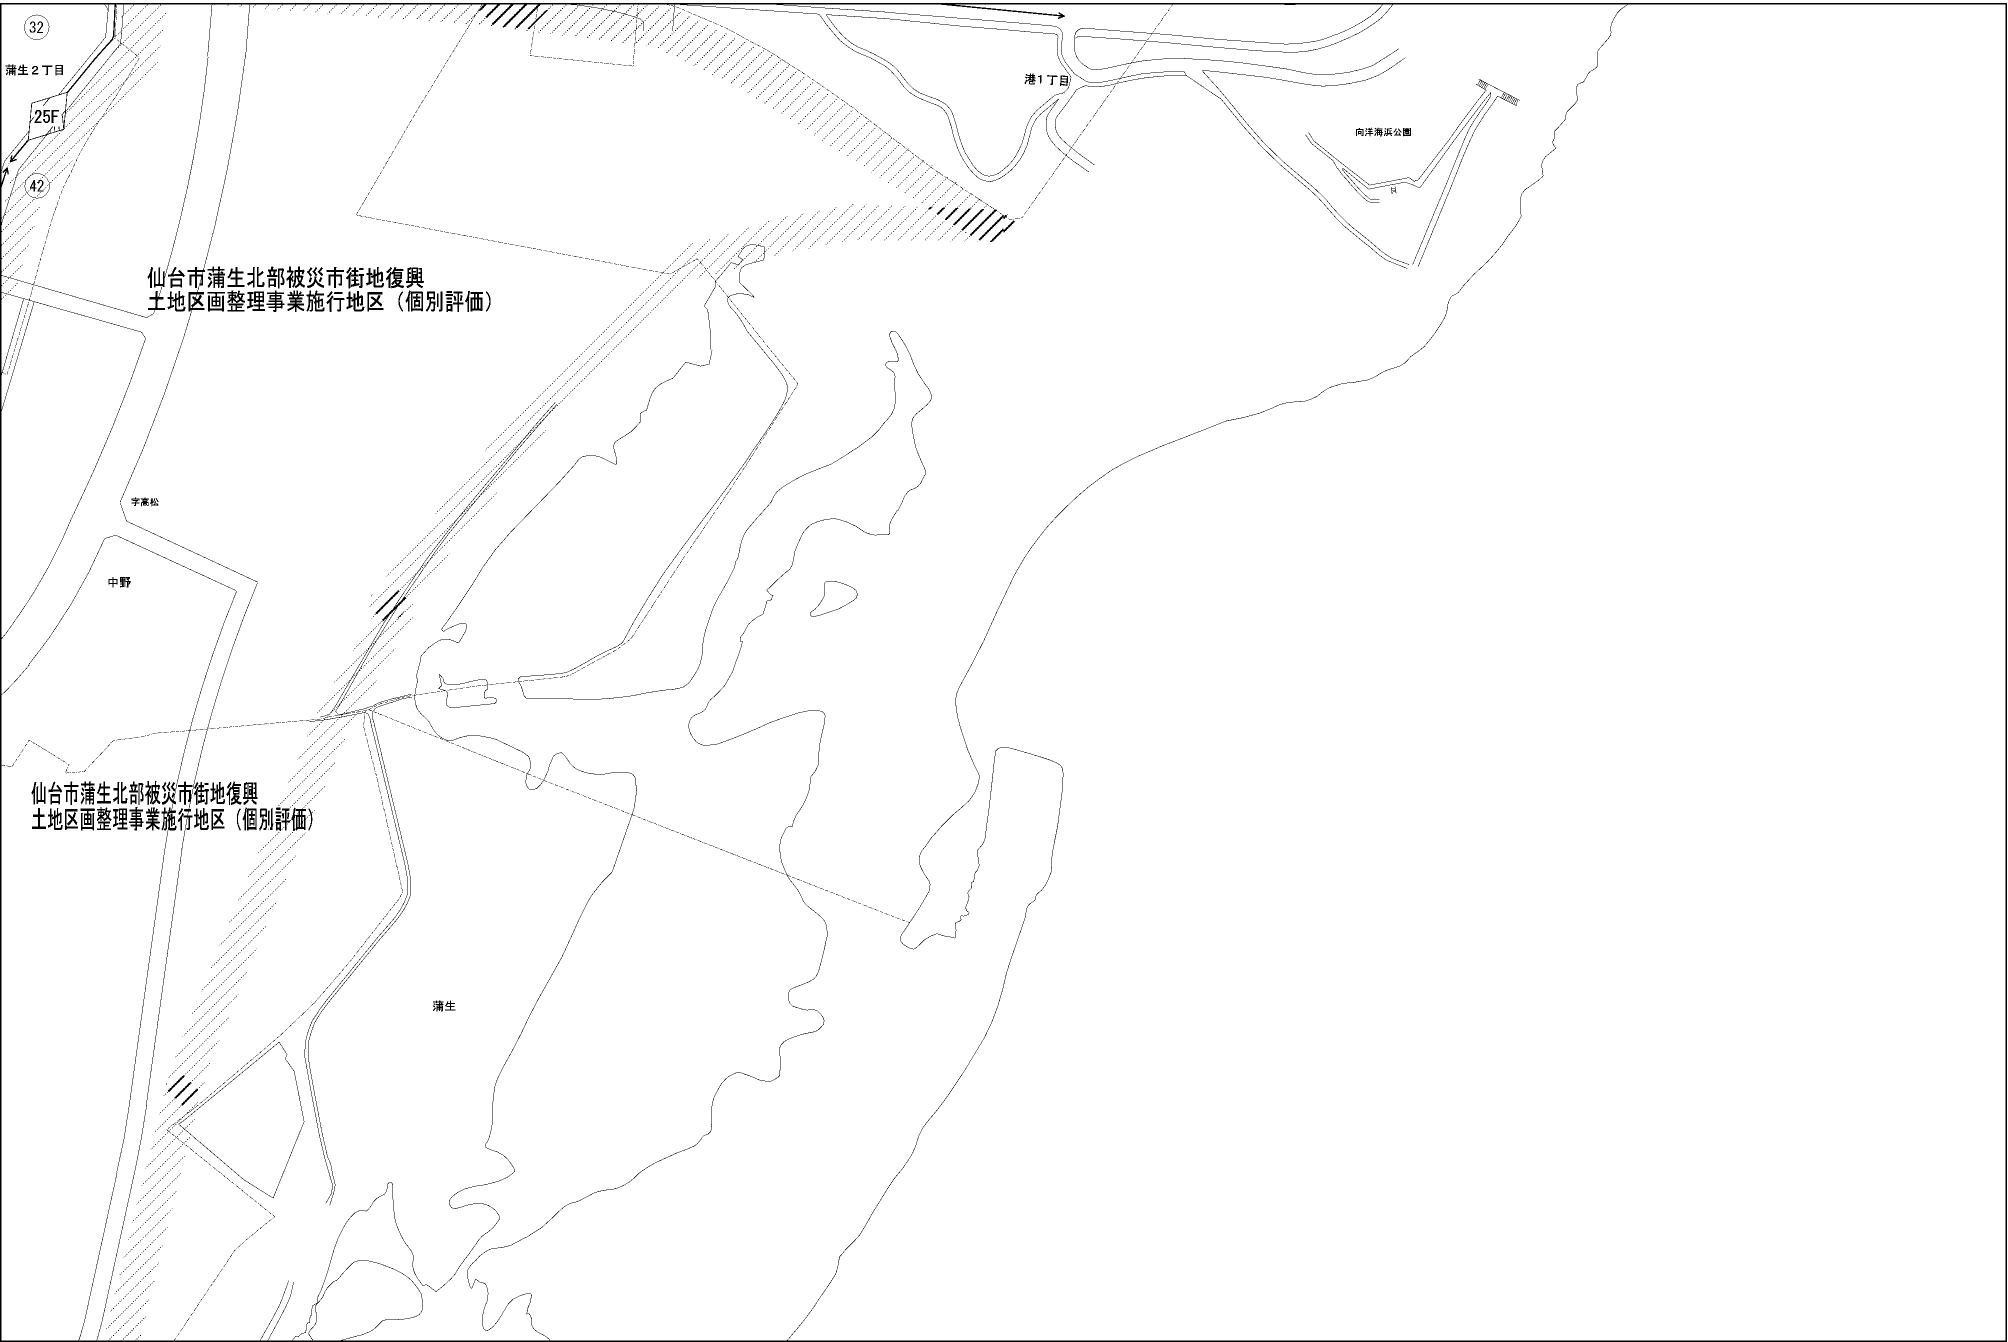 32
蒲生2丁目
25F
42
港1丁目
向洋海浜公園
仙台市蒲生北部被災市街地復興
土地区画整理事業施行地区（個別評価）
字高松
中野
仙台市蒲生北部被災市街地復興
土地区画整理事業施行地区（個別評価）
蒲生